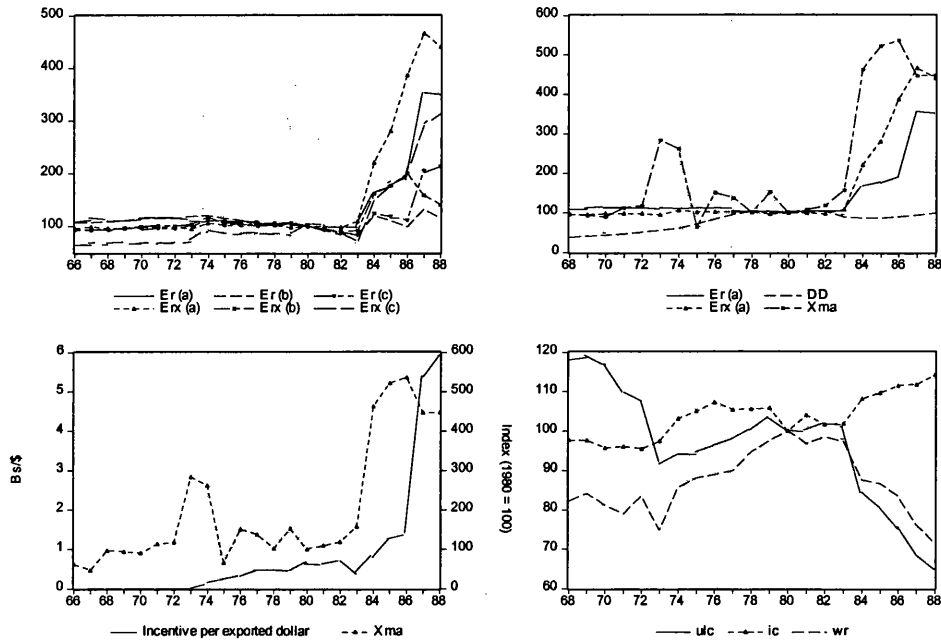 500
400
300
200
100
66 68 70 72 74 76 78 80 82 84 86 88
Er (a) Er (b) Er (c)
Erx (a) Erx (b) Erx (c)
600
500
400
300
200
100
0
68 70 72 74 76 78 80 82 84 86 88
Er (a) DD
Erx (a) Xma
6
5
4
3
2
1
0
Bs/$
600
500
400
300
200
100
0
66 68 70 72 74 76 78 80 82 84 86 88
Incentive per exported dollar Xma
Index (1980 = 100)
120
110
100
90
80
70
60
68 70 72 74 76 78 80 82 84 86 88
ulc ic wr